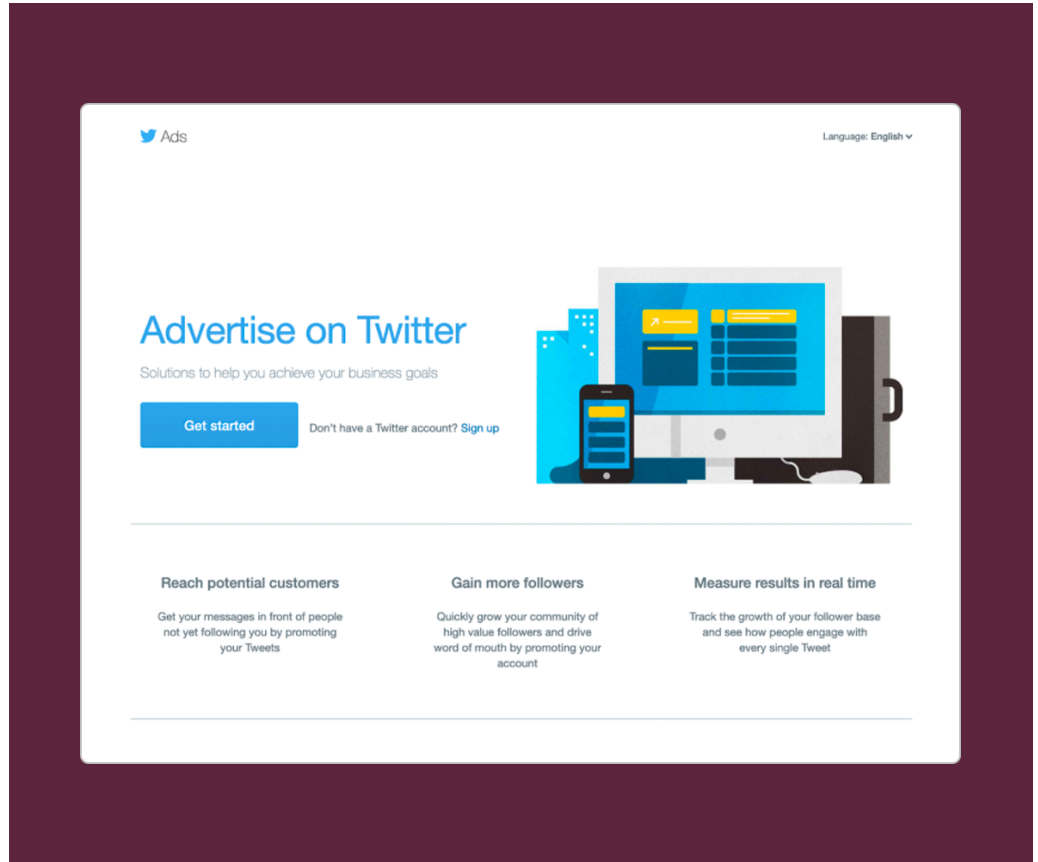 Ads
Language: English
Advertise on Twitter
Solutions to help you achieve your business goals
Get started
Don't have a Twitter account? Sign up
Reach potential customers
Get your messages in front of people
not yet following you by promoting
your Tweets
Gain more followers
Quickly grow your community of
high value followers and drive
word of mouth by promoting your
account
Measure results in real time
Track the growth of your follower base
and see how people engage with
every single Tweet